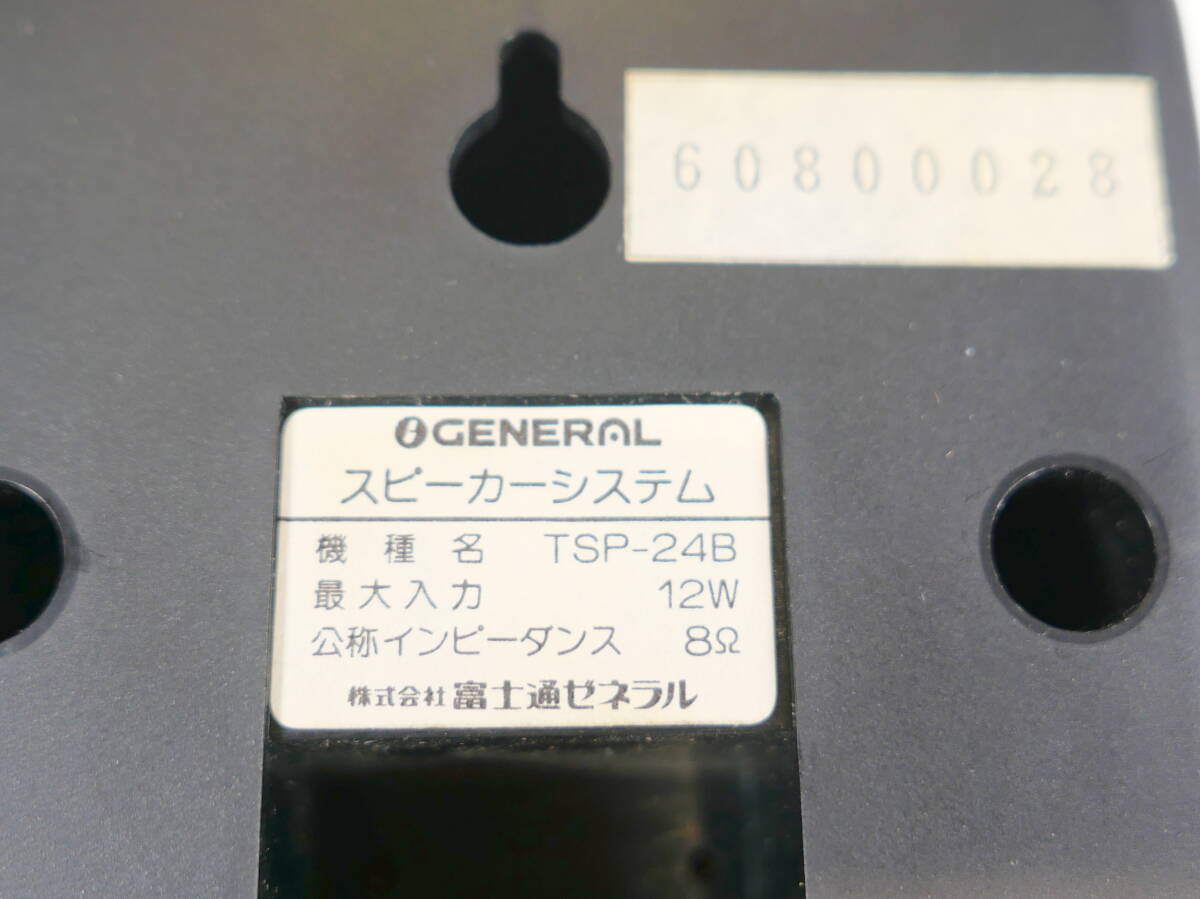 60800028
GENERAL
スピーカーシステム
機種名 TSP-24B
最大入力 12W
公称インピーダンス 8Ω
株式会社 富士通ゼネラル